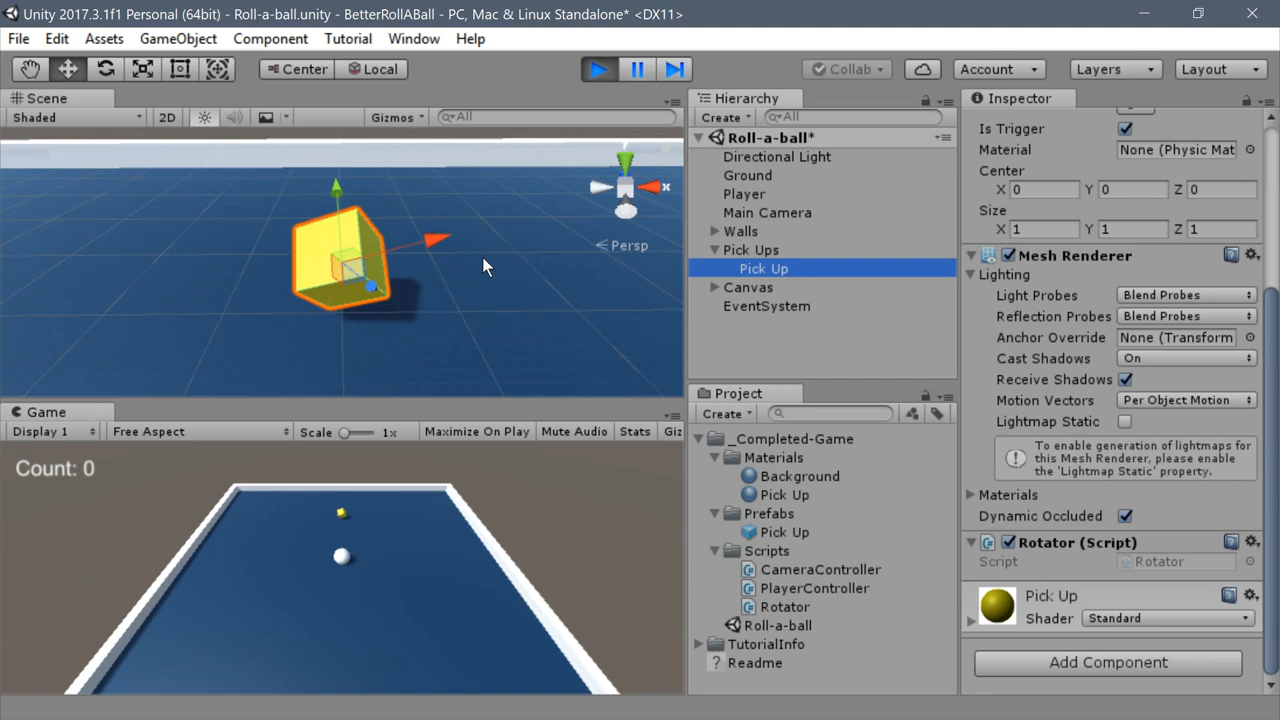 Unity 2017.3.1f1 Personal (64bit) - Roll-a-ball.unity - BetterRollABall - PC, Mac & Linux Standalone* <DX11>
File Edit Assets GameObject Component Tutorial Window Help
Center Local Collab Account Layers Layout
Scene
Shaded 2D Gizmos All
x
Persp
Game
Display 1 Free Aspect Scale 1x Maximize On Play Mute Audio Stats Giz
Count: 0
Hierarchy
Create All
Roll-a-ball*
Directional Light
Ground
Player
Main Camera
Walls
Pick Ups
Pick Up
Canvas
EventSystem
Project
Create
_Completed-Game
Materials
Background
Pick Up
Prefabs
Pick Up
Scripts
CameraController
PlayerController
Rotator
Roll-a-ball
TutorialInfo
Readme
Inspector
Is Trigger
Material None (Physic Mat
Center
X 0 Y 0 Z 0
Size
X 1 Y 1 Z 1
Mesh Renderer
Lighting
Light Probes Blend Probes
Reflection Probes Blend Probes
Anchor Override None (Transform
Cast Shadows On
Receive Shadows
Motion Vectors Per Object Motion
Lightmap Static
To enable generation of lightmaps for
this Mesh Renderer, please enable
the 'Lightmap Static' property.
Materials
Dynamic Occluded
Rotator (Script)
Script Rotator
Pick Up
Shader Standard
Add Component